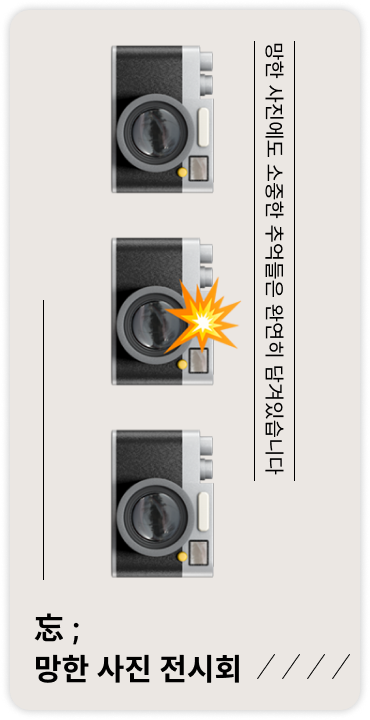 망한 사진에도 소중한 추억들은 완연히 담겨있습니다
忘 ;
망한 사진 전시회 ////